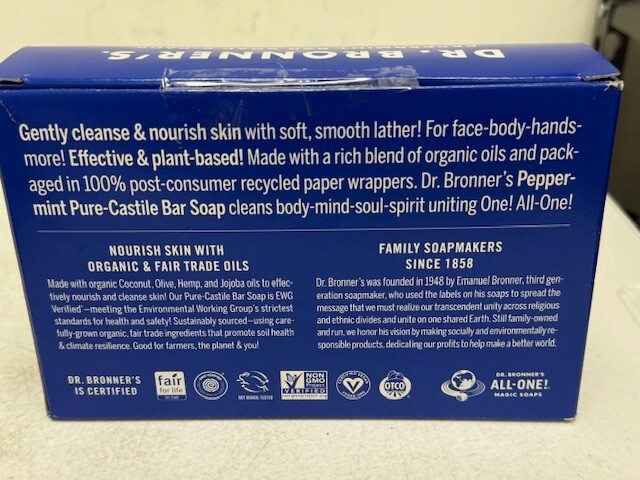 DR. BRONNER'S.
Gently cleanse & nourish skin with soft, smooth lather! For face-body-hands-
more! Effective & plant-based! Made with a rich blend of organic oils and pack-
aged in 100% post-consumer recycled paper wrappers. Dr. Bronner's Pepper-
mint Pure-Castile Bar Soap cleans body-mind-soul-spirit uniting One! All-One!
NOURISH SKIN WITH
ORGANIC & FAIR TRADE OILS
Made with organic Coconut, Olive, Hemp, and Jojoba oils to effec-
tively nourish and cleanse skin! Our Pure-Castile Bar Soap is EWG
Verified™—meeting the Environmental Working Group's strictest
standards for health and safety! Sustainably sourced—using care-
fully-grown organic, fair trade ingredients that promote soil health
& climate resilience. Good for farmers, the planet & you!
FAMILY SOAPMAKERS
SINCE 1858
Dr. Bronner's was founded in 1948 by Emanuel Bronner, third gen-
eration soapmaker, who used the labels on his soaps to spread the
message that we must realize our transcendent unity across religious
and ethnic divides and unite on one shared Earth. Still family-owned
and run, we honor his vision by making socially and environmentally re-
sponsible products, dedicating our profits to help make a better world.
DR. BRONNER'S
IS CERTIFIED
fair
for life
NOT ANIMAL TESTED
NON
GMO
Project
VERIFIED
nongmoproject.org
OTCO
DR. BRONNER'S
ALL-ONE!
MAGIC SOAPS